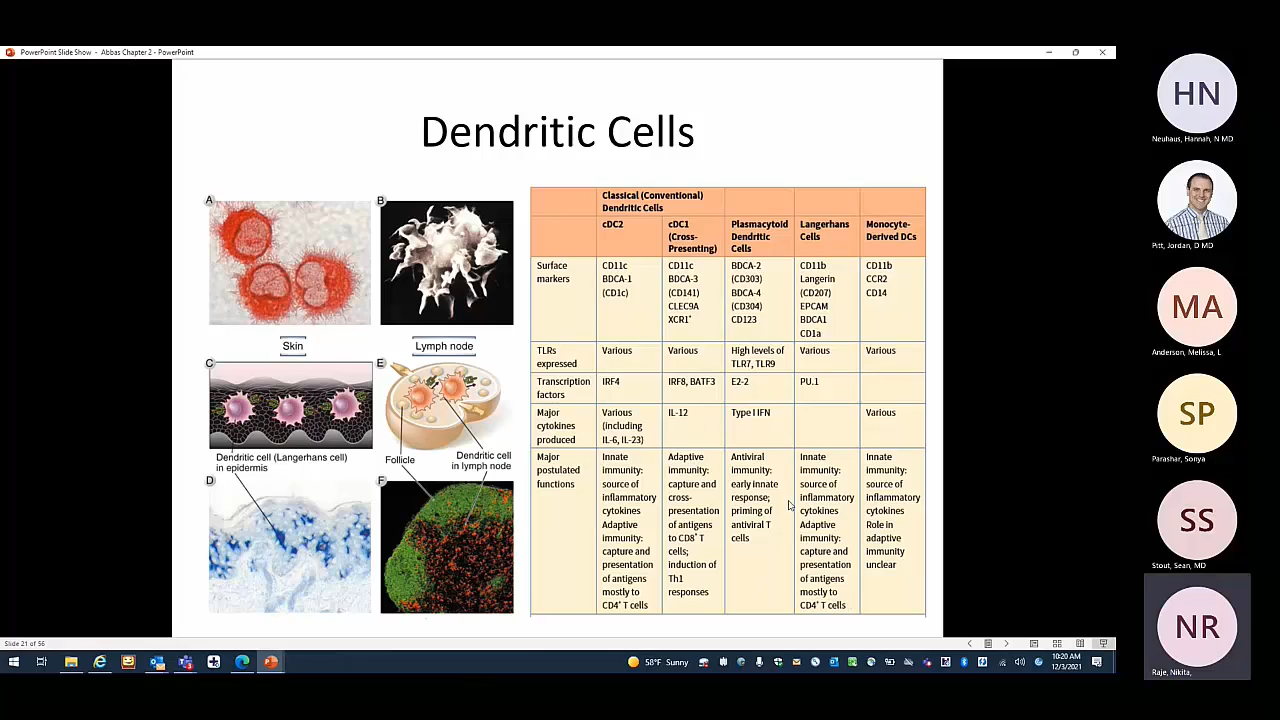 PowerPoint Slide Show - Abbas Chapter 2 - PowerPoint
Dendritic Cells
A
B
Skin
Lymph node
C
E
Dendritic cell (Langerhans cell)
in epidermis
Follicle
Dendritic cell
in lymph node
D
F
Classical (Conventional)
Dendritic Cells
cDC2
cDC1
(Cross-
Presenting)
Plasmacytoid
Dendritic
Cells
Langerhans
Cells
Monocyte-
Derived DCs
Surface
markers
CD11c
BDCA-1
(CD1c)
CD11c
BDCA-3
(CD141)
CLEC9A
XCR1*
BDCA-2
(CD303)
BDCA-4
(CD304)
CD123
CD11b
Langerin
(CD207)
EPCAM
BDCA1
CD1a
CD11b
CCR2
CD14
TLRs
expressed
Various
Various
High levels of
TLR7, TLR9
Various
Various
Transcription
factors
IRF4
IRF8, BATF3
E2-2
PU.1
Major
cytokines
produced
Various
(including
IL-6, IL-23)
IL-12
Type I IFN
Various
Major
postulated
functions
Innate
immunity:
source of
inflammatory
cytokines
Adaptive
immunity:
capture and
presentation
of antigens
mostly to
CD4⁺ T cells
Adaptive
immunity:
capture and
cross-
presentation
of antigens
to CD8⁺ T
cells;
induction of
Th1
responses
Antiviral
immunity:
early innate
response;
priming of
antiviral T
cells
Innate
immunity:
source of
inflammatory
cytokines
Adaptive
immunity:
capture and
presentation
of antigens
mostly to
CD4⁺ T cells
Innate
immunity:
source of
inflammatory
cytokines
Role in
adaptive
immunity
unclear
Slide 21 of 56
58°F Sunny
10:20 AM
12/3/2021
HN
Neuhaus, Hannah, N MD
Pitt, Jordan, D MD
MA
Anderson, Melissa, L
SP
Parashar, Sonya
SS
Stout, Sean, MD
NR
Raje, Nikita,